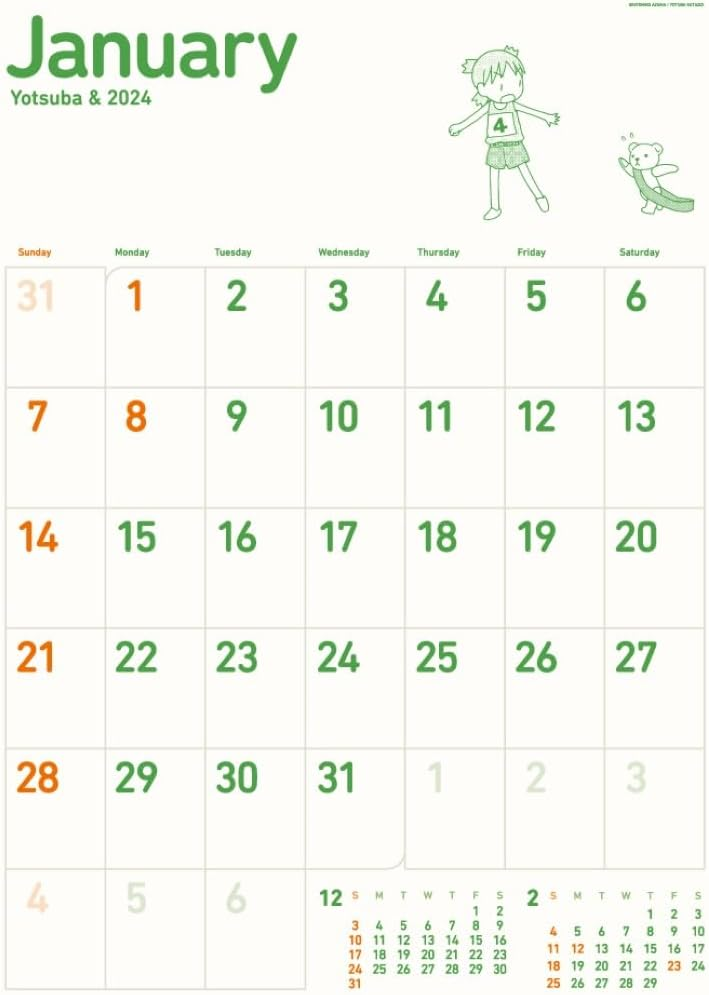 KIYOHIKO AZUMA / YOTUBA SUTAZIO
January
Yotsuba & 2024
4
Sunday Monday Tuesday Wednesday Thursday Friday Saturday
31 1 2 3 4 5 6
7 8 9 10 11 12 13
14 15 16 17 18 19 20
21 22 23 24 25 26 27
28 29 30 31 1 2 3
4 5 6
12 S M T W T F S
1 2
3 4 5 6 7 8 9
10 11 12 13 14 15 16
17 18 19 20 21 22 23
24 25 26 27 28 29 30
31
2 S M T W T F S
1 2 3
4 5 6 7 8 9 10
11 12 13 14 15 16 17
18 19 20 21 22 23 24
25 26 27 28 29